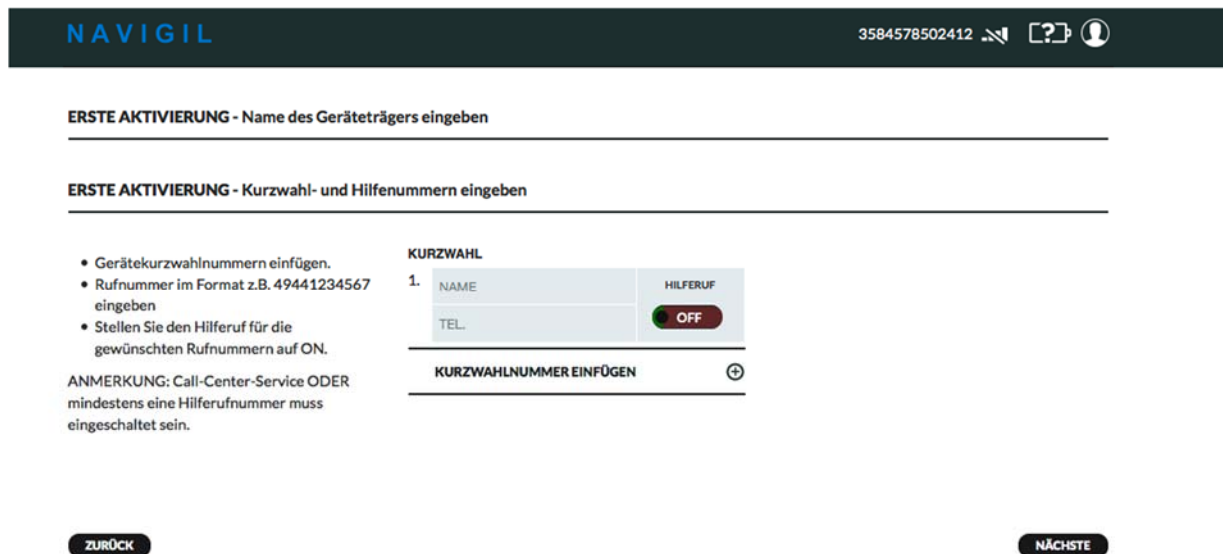 NAVIGIL
3584578502412
ERSTE AKTIVIERUNG - Name des Geräteträgers eingeben
ERSTE AKTIVIERUNG - Kurzwahl- und Hilfenummern eingeben
• Gerätekurzwahlnummern einfügen.
• Rufnummer im Format z.B. 49441234567
eingeben
• Stellen Sie den Hilferuf für die
gewünschten Rufnummern auf ON.
ANMERKUNG: Call-Center-Service ODER
mindestens eine Hilferufnummer muss
eingeschaltet sein.
KURZWAHL
1. NAME
HILFERUF
TEL.
OFF
KURZWAHLNUMMER EINFÜGEN
ZURÜCK
NÄCHSTE